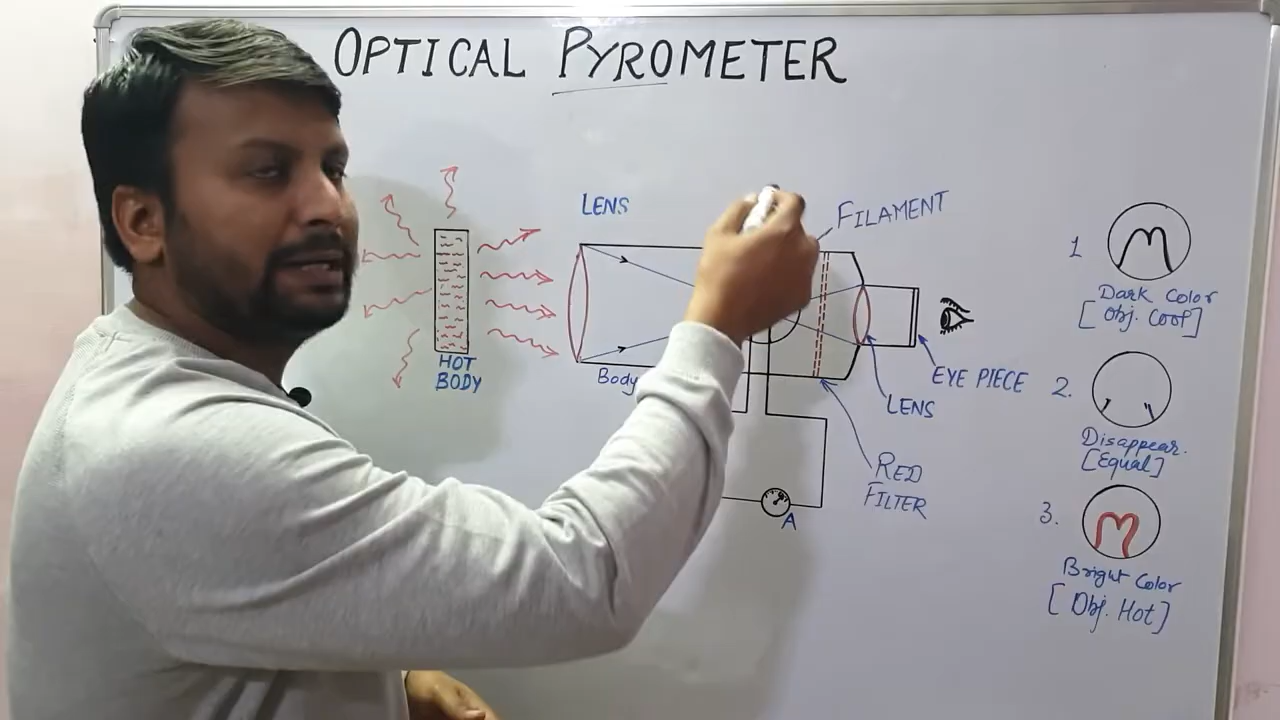 OPTICAL PYROMETER
LENS
FILAMENT
HOT
BODY
Body
EYE PIECE
LENS
RED
FILTER
A
1
Dark Color
[Obj. Cool]
2.
Disappear.
[Equal]
3.
Bright Color
[Obj. Hot]